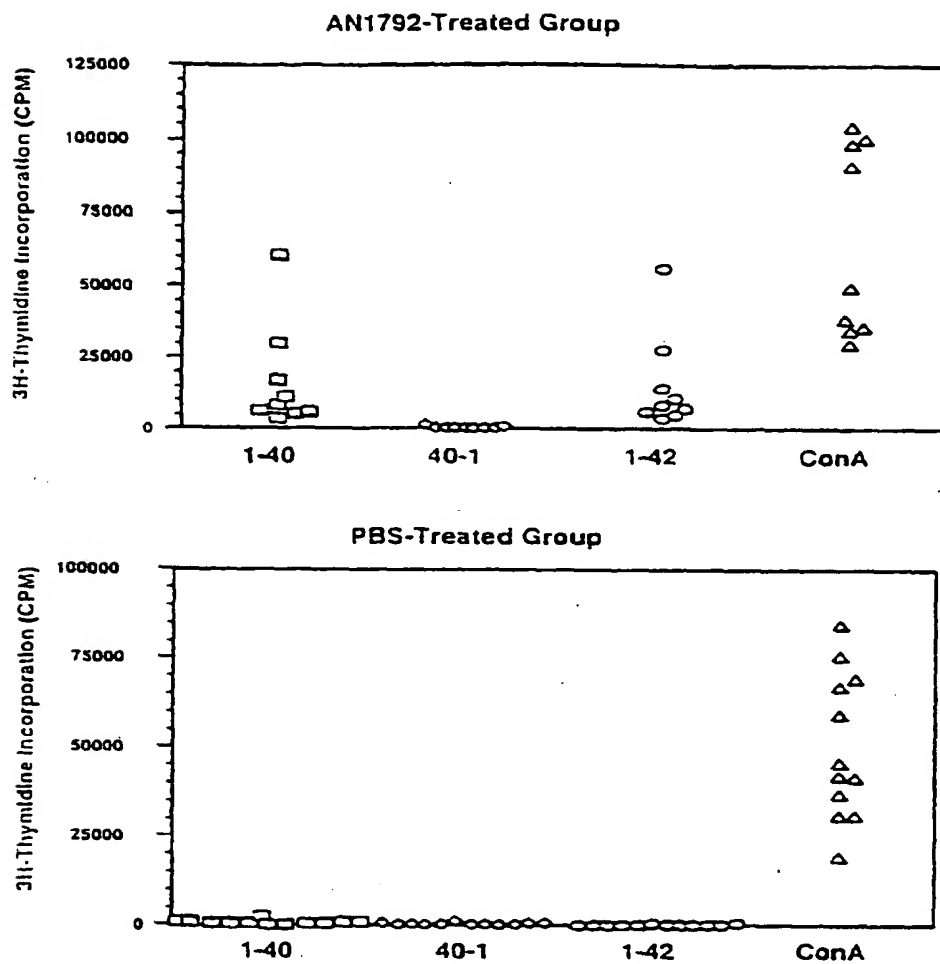 AN1792-Treated Group
3H-Thymidine Incorporation (CPM)
125000
100000
75000
50000
25000
0
1-40 40-1 1-42 ConA
PBS-Treated Group
3H-Thymidine Incorporation (CPM)
100000
75000
50000
25000
0
1-40 40-1 1-42 ConA